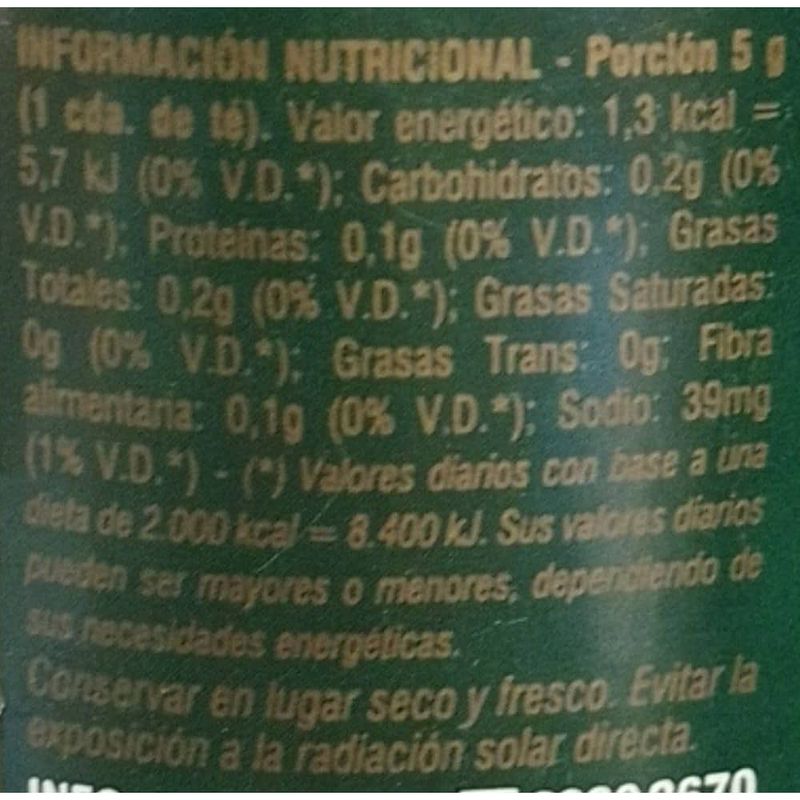 INFORMACIÓN NUTRICIONAL - Porción 5 g
(1 cda. de té). Valor energético: 1,3 kcal =
5,7 kJ (0% V.D.*); Carbohidratos: 0.2g (0%
V.D.*); Proteínas: 0,1g (0% V.D.*); Grasas
Totales: 0,2g (0% V.D.*); Grasas Saturadas:
0g (0% V.D.*); Grasas Trans: 0g; Fibra
alimentaria: 0,1g (0% V.D.*); Sodio: 39mg
(1% V.D.*) - (*) Valores diarios con base a una
dieta de 2.000 kcal = 8.400 kJ. Sus valores diarios
pueden ser mayores o menores, dependiendo de
sus necesidades energéticas.
Conservar en lugar seco y fresco. Evitar la
exposición a la radiación solar directa.